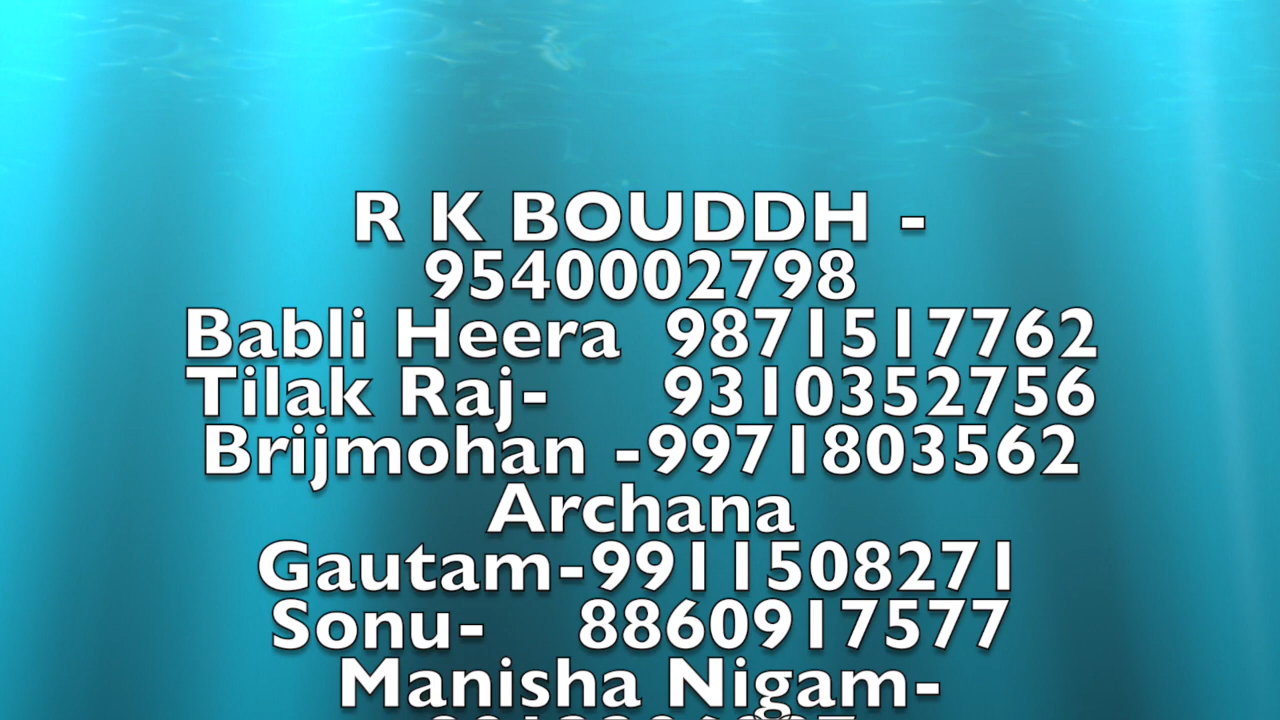 R K BOUDDH -
9540002798
Babli Heera 9871517762
Tilak Raj- 9310352756
Brijmohan -9971803562
Archana
Gautam-9911508271
Sonu- 8860917577
Manisha Nigam-